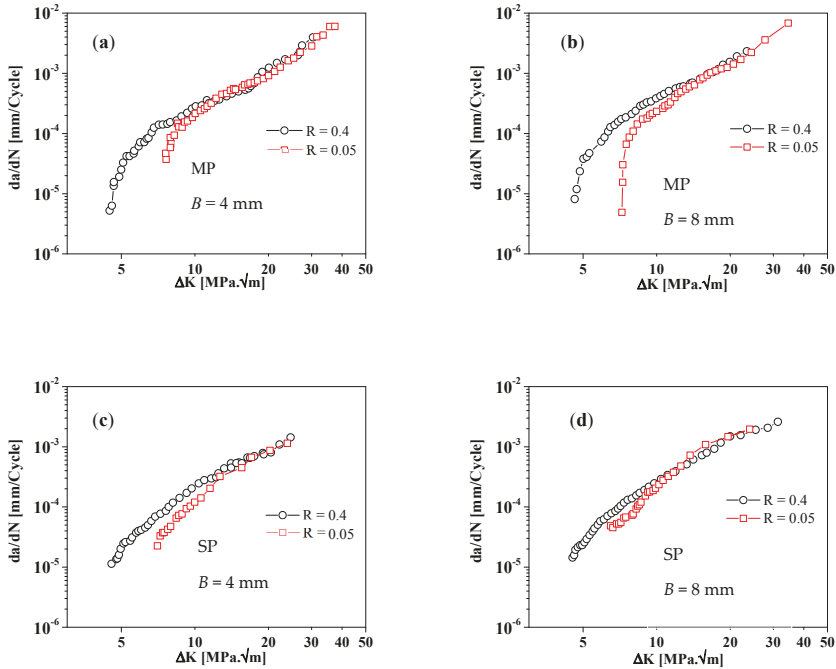 (a)
da/dN [mm/Cycle]
10⁻²
10⁻³
10⁻⁴
10⁻⁵
10⁻⁶
R = 0.4
R = 0.05
MP
B = 4 mm
5 10 20 30 40 50
ΔK [MPa.√m]
(b)
da/dN [mm/Cycle]
10⁻²
10⁻³
10⁻⁴
10⁻⁵
10⁻⁶
R = 0.4
R = 0.05
MP
B = 8 mm
5 10 20 30 40 50
ΔK [MPa.√m]
(c)
da/dN [mm/Cycle]
10⁻²
10⁻³
10⁻⁴
10⁻⁵
10⁻⁶
R = 0.4
R = 0.05
SP
B = 4 mm
5 10 20 30 40 50
ΔK [MPa.√m]
(d)
da/dN [mm/Cycle]
10⁻²
10⁻³
10⁻⁴
10⁻⁵
10⁻⁶
R = 0.4
R = 0.05
SP
B = 8 mm
5 10 20 30 40 50
ΔK [MPa.√m]